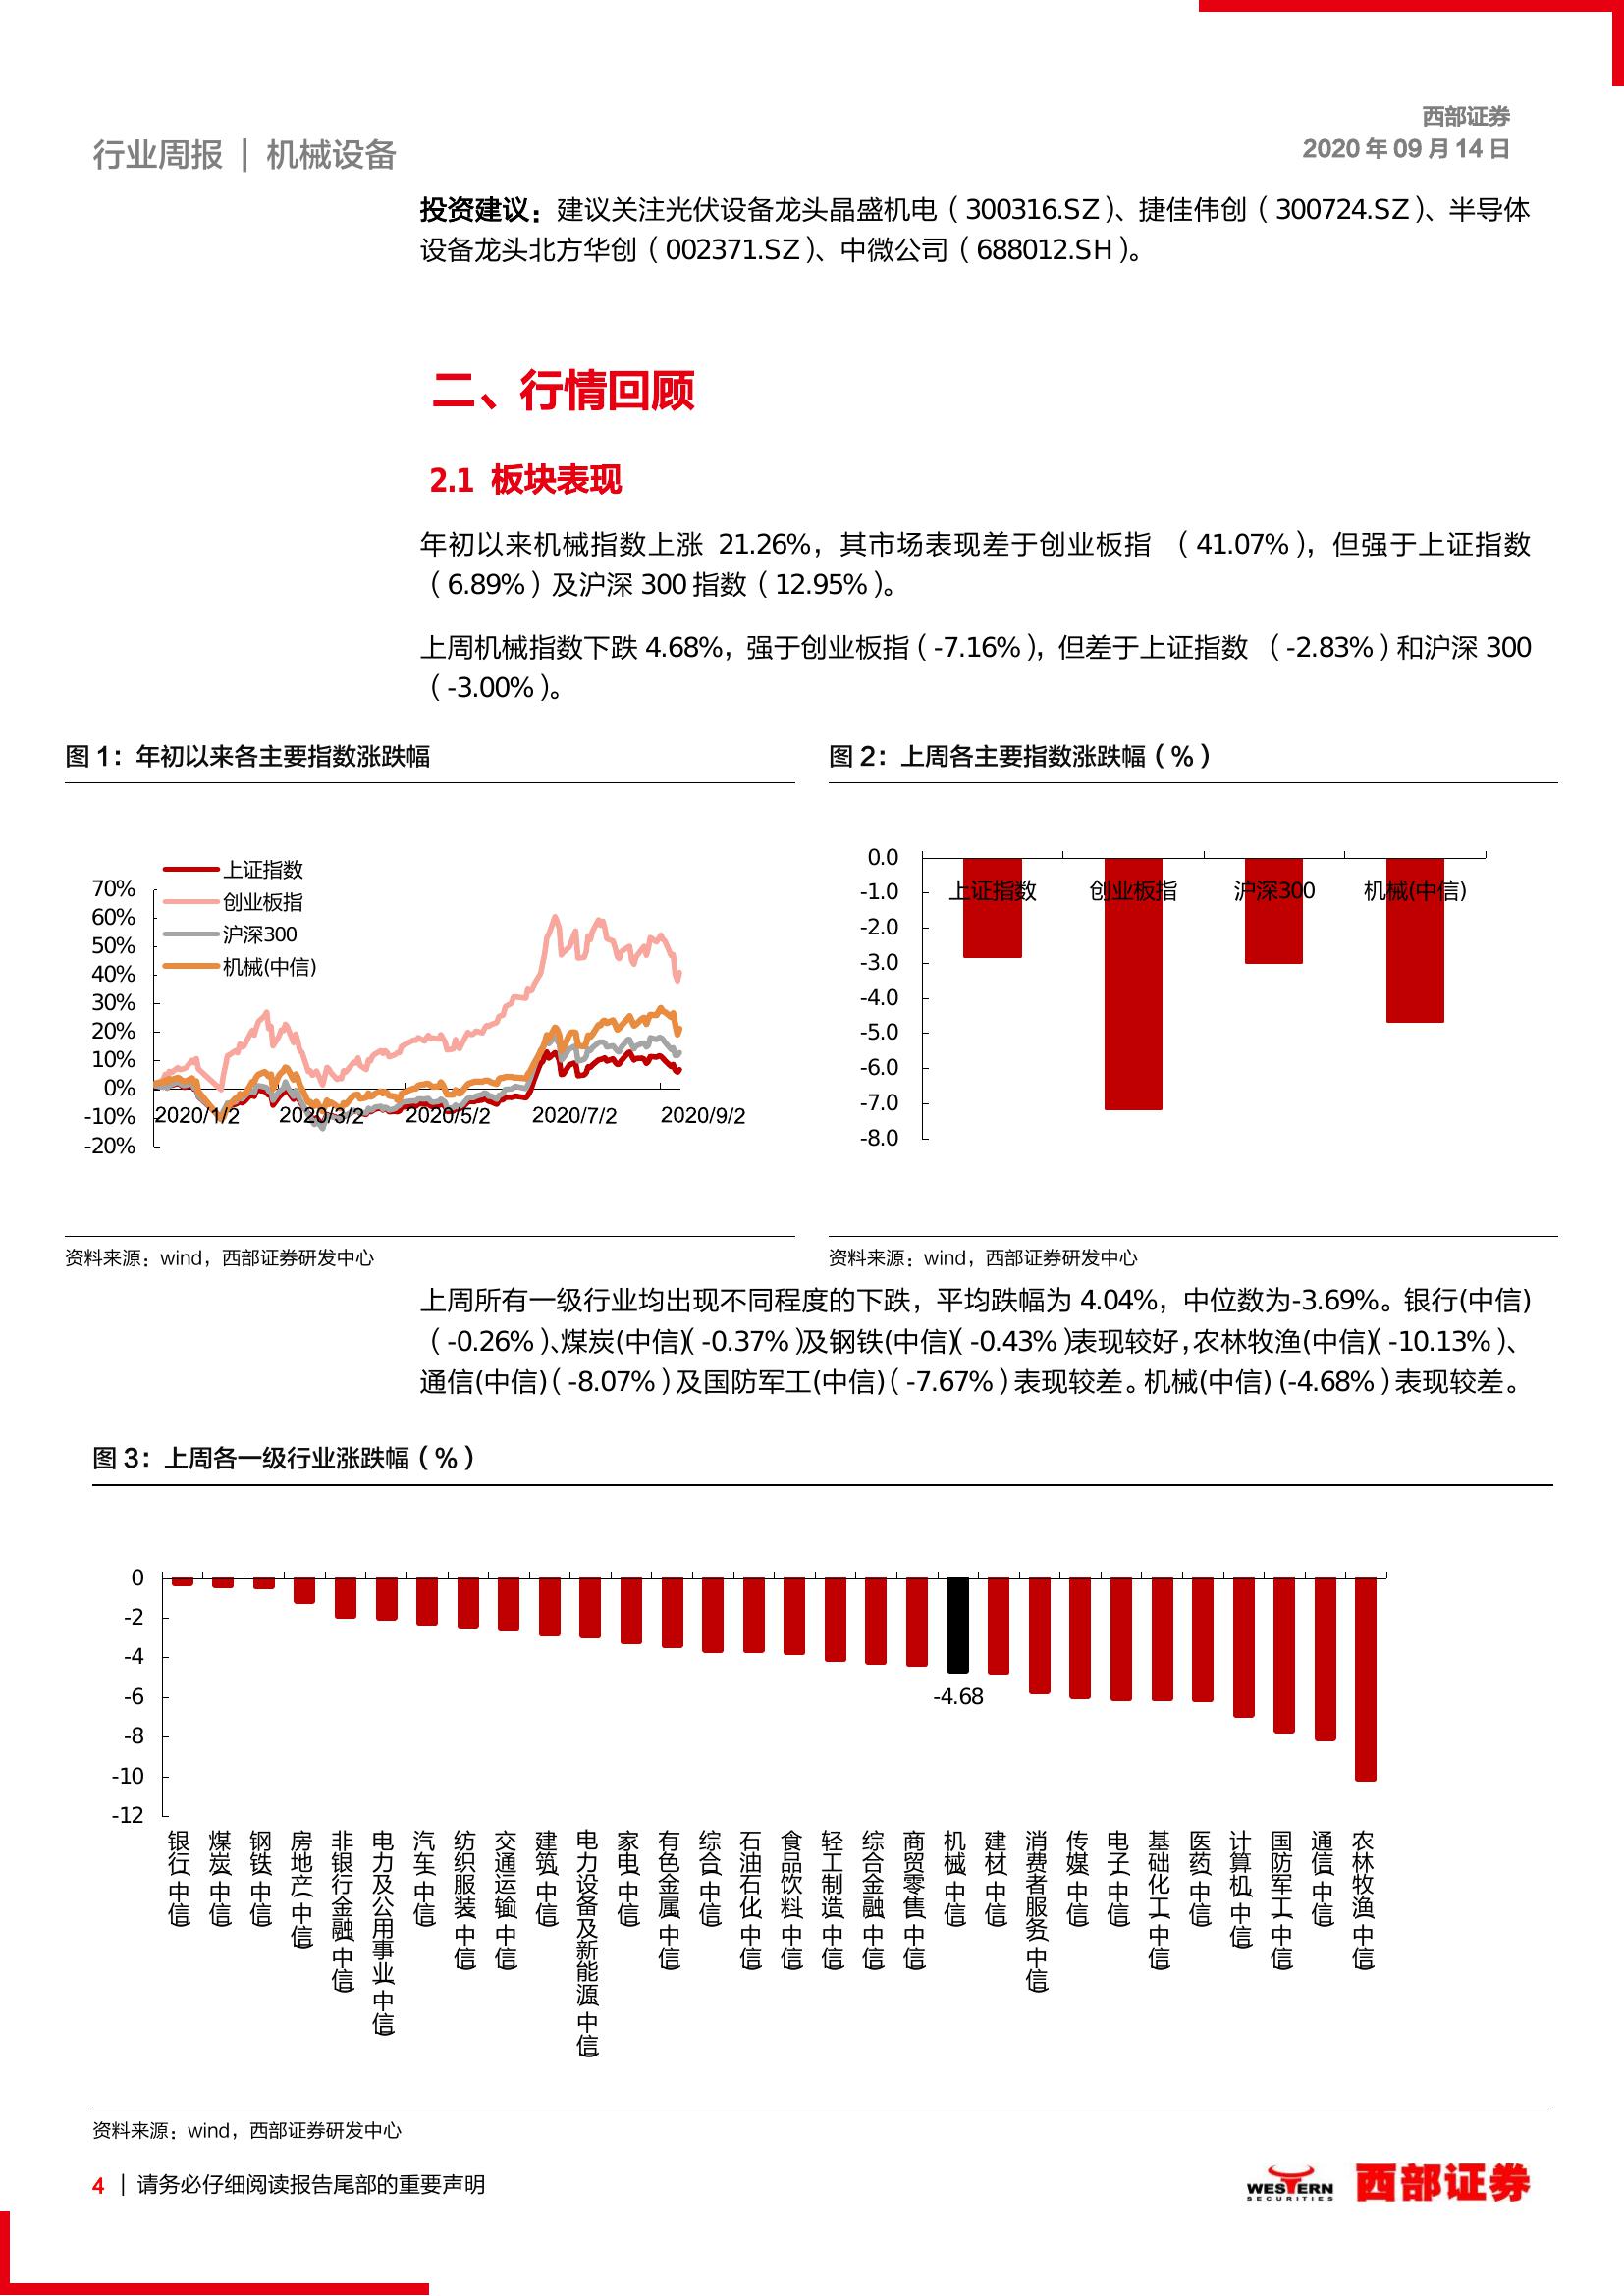 西部证券
行业周报 | 机械设备
2020 年 09 月 14 日
投资建议：建议关注光伏设备龙头晶盛机电（300316.SZ）、捷佳伟创（300724.SZ）、半导体
设备龙头北方华创（002371.SZ）、中微公司（688012.SH）。
二、行情回顾
2.1 板块表现
年初以来机械指数上涨 21.26%，其市场表现差于创业板指 （41.07%），但强于上证指数
（6.89%）及沪深 300 指数（12.95%）。
上周机械指数下跌 4.68%，强于创业板指（-7.16%），但差于上证指数 （-2.83%）和沪深 300
（-3.00%）。
图 1：年初以来各主要指数涨跌幅
上证指数
创业板指
沪深300
机械(中信)
70%
60%
50%
40%
30%
20%
10%
0%
-10%
-20%
2020/1/2
2020/3/2
2020/5/2
2020/7/2
2020/9/2
资料来源：wind，西部证券研发中心
图 2：上周各主要指数涨跌幅（%）
0.0
-1.0
-2.0
-3.0
-4.0
-5.0
-6.0
-7.0
-8.0
上证指数
创业板指
沪深300
机械(中信)
资料来源：wind，西部证券研发中心
上周所有一级行业均出现不同程度的下跌，平均跌幅为 4.04%，中位数为-3.69%。银行(中信)
（-0.26%）、煤炭(中信)（-0.37%）及钢铁(中信)（-0.43%）表现较好，农林牧渔(中信)（-10.13%）、
通信(中信)（-8.07%）及国防军工(中信)（-7.67%）表现较差。机械(中信) (-4.68%）表现较差。
图 3：上周各一级行业涨跌幅（%）
0
-2
-4
-6
-8
-10
-12
-4.68
银行(中信)
煤炭(中信)
钢铁(中信)
房地产(中信)
非银行金融(中信)
电力及公用事业(中信)
汽车(中信)
纺织服装(中信)
交通运输(中信)
建筑(中信)
电力设备及新能源(中信)
家电(中信)
有色金属(中信)
综合(中信)
石油石化(中信)
食品饮料(中信)
轻工制造(中信)
综合金融(中信)
商贸零售(中信)
机械(中信)
建材(中信)
消费者服务(中信)
传媒(中信)
电子(中信)
基础化工(中信)
医药(中信)
计算机(中信)
国防军工(中信)
通信(中信)
农林牧渔(中信)
资料来源：wind，西部证券研发中心
4 | 请务必仔细阅读报告尾部的重要声明
WESTERN
SECURITIES
西部证券